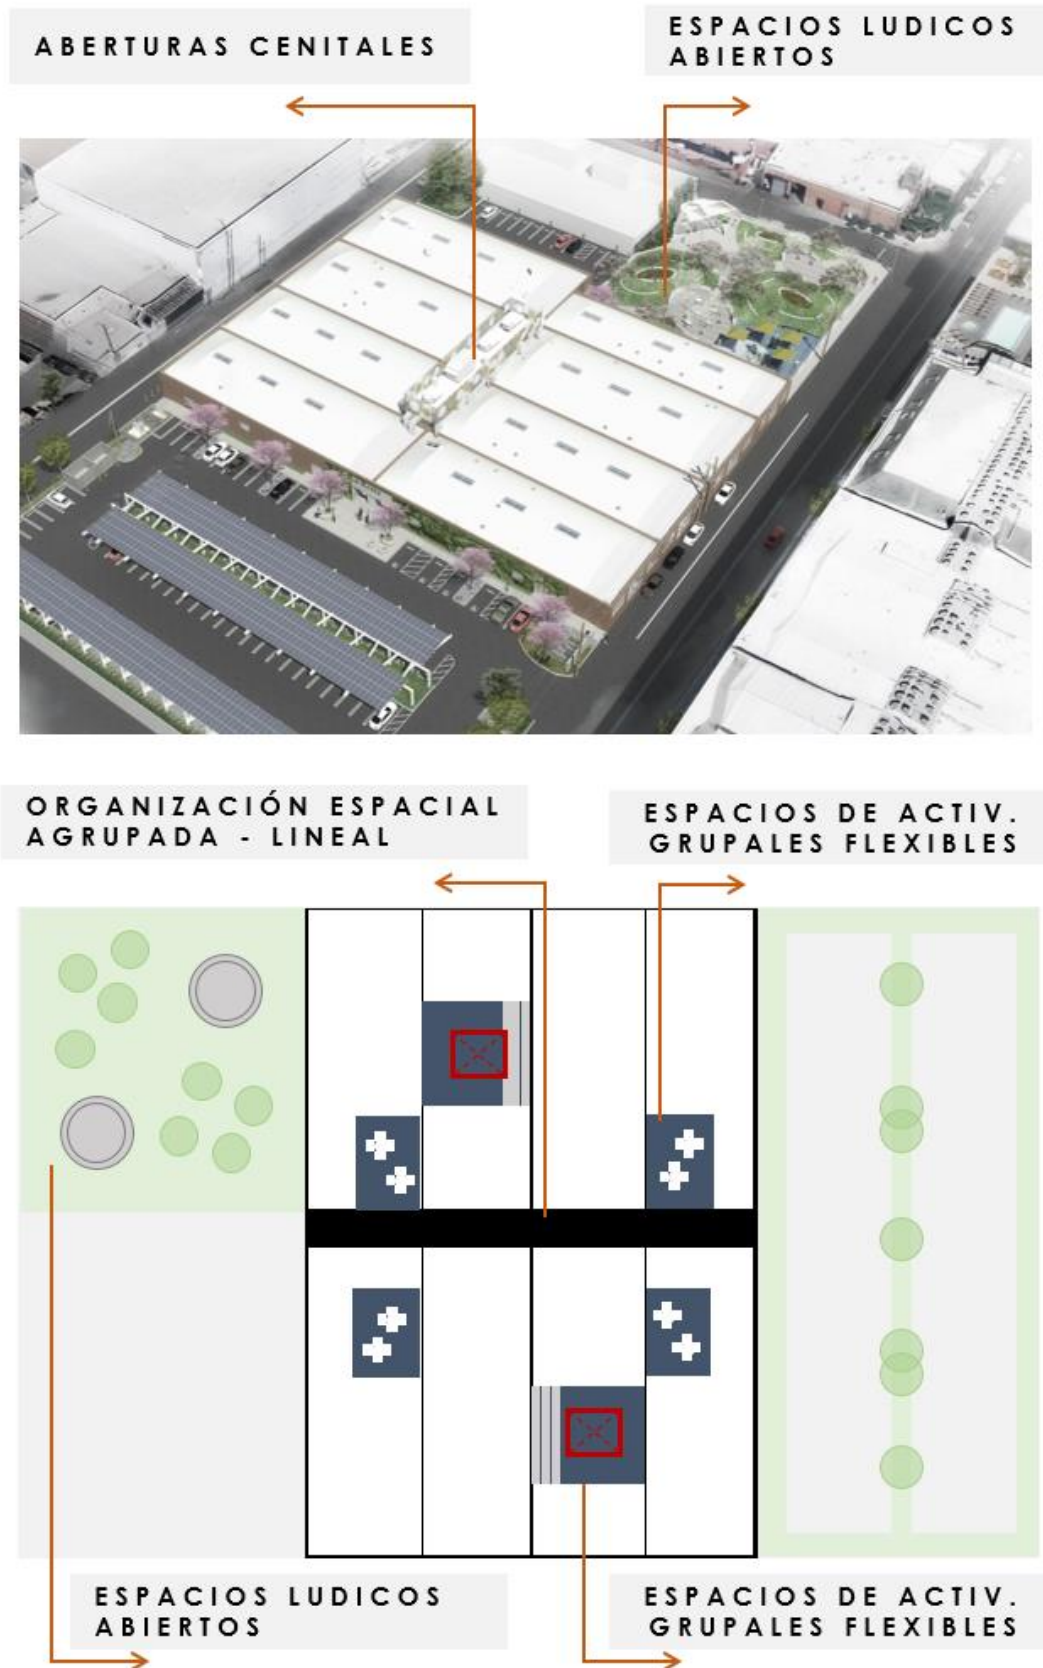 ABERTURAS CENITALES
ESPACIOS LUDICOS
ABIERTOS
ORGANIZACIÓN ESPACIAL
AGRUPADA - LINEAL
ESPACIOS DE ACTIV.
GRUPALES FLEXIBLES
ESPACIOS LUDICOS
ABIERTOS
ESPACIOS DE ACTIV.
GRUPALES FLEXIBLES